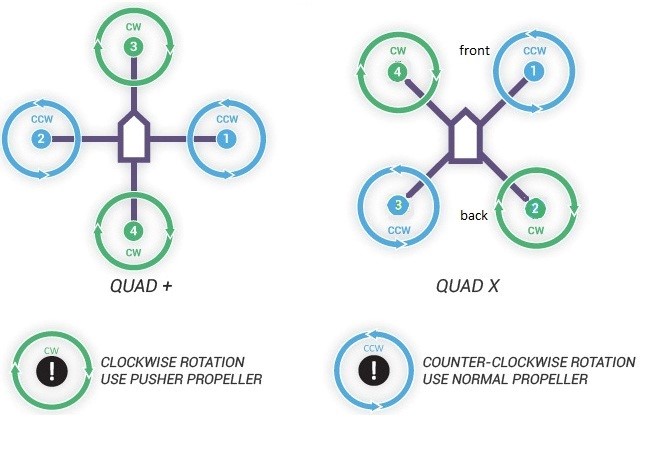 CW
3
CCW
2
CCW
1
4
CW
QUAD +
CW
4
front
CCW
1
3
CCW
back
2
CW
QUAD X
CW
!
CLOCKWISE ROTATION
USE PUSHER PROPELLER
CCW
!
COUNTER-CLOCKWISE ROTATION
USE NORMAL PROPELLER